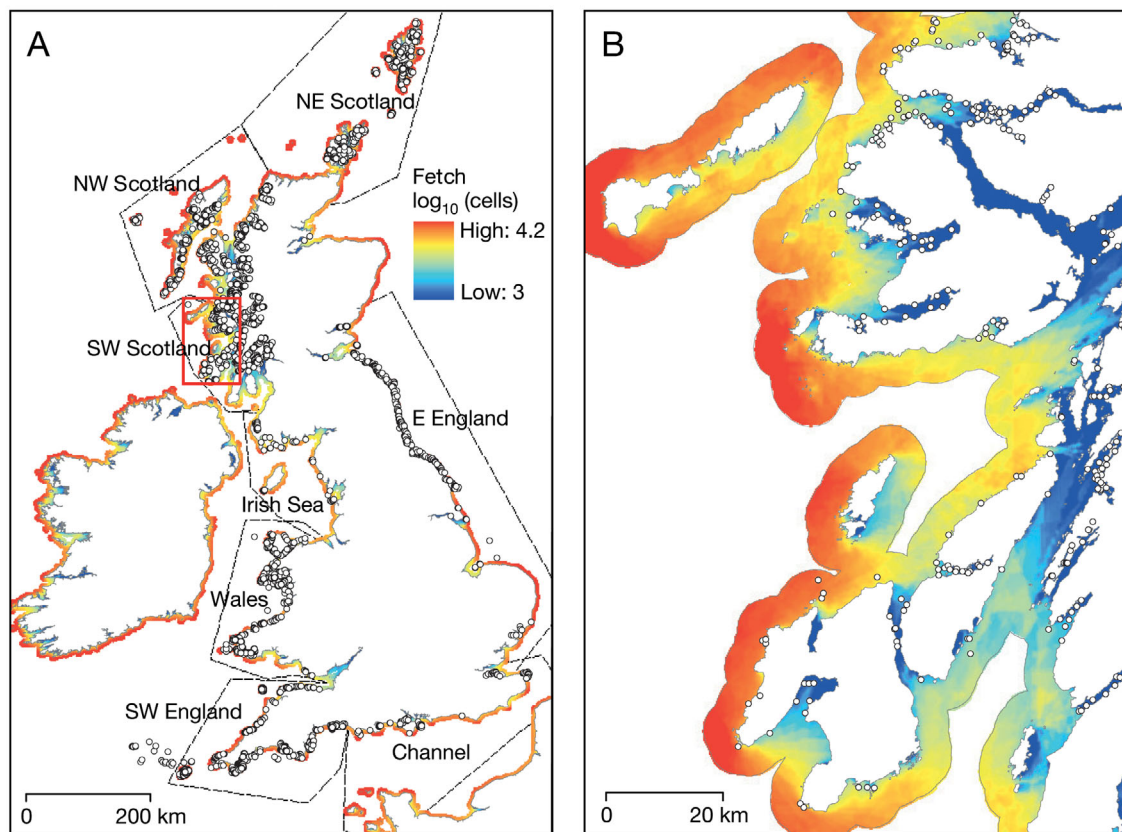 A
NE Scotland
NW Scotland
Fetch
log10 (cells)
High: 4.2
Low: 3
SW Scotland
E England
Irish Sea
Wales
SW England
Channel
0
200 km
B
0
20 km